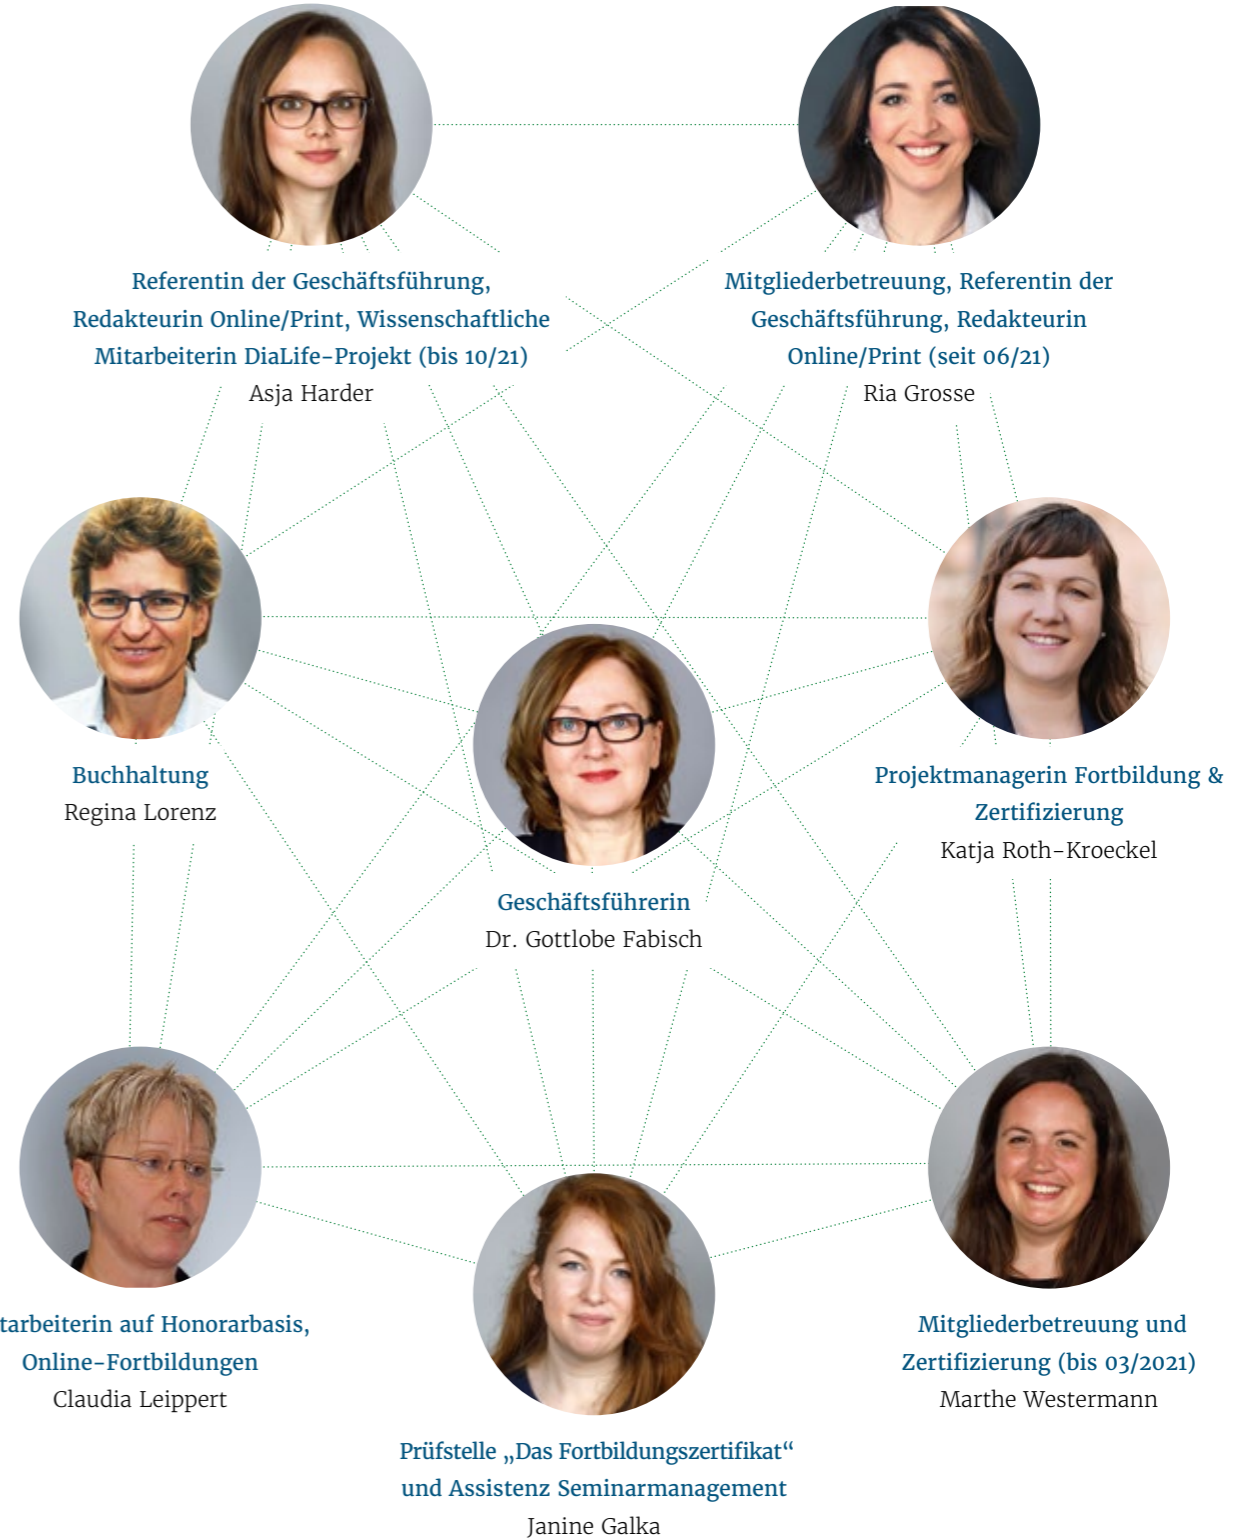 Referentin der Geschäftsführung,
Redakteurin Online/Print, Wissenschaftliche
Mitarbeiterin DiaLife-Projekt (bis 10/21)
Asja Harder
Mitgliederbetreuung, Referentin der
Geschäftsführung, Redakteurin
Online/Print (seit 06/21)
Ria Grosse
Buchhaltung
Regina Lorenz
Projektmanagerin Fortbildung &
Zertifizierung
Katja Roth-Kroeckel
Geschäftsführerin
Dr. Gottlobe Fabisch
tarbeiterin auf Honorarbasis,
Online-Fortbildungen
Claudia Leippert
Mitgliederbetreuung und
Zertifizierung (bis 03/2021)
Marthe Westermann
Prüfstelle „Das Fortbildungszertifikat“
und Assistenz Seminarmanagement
Janine Galka